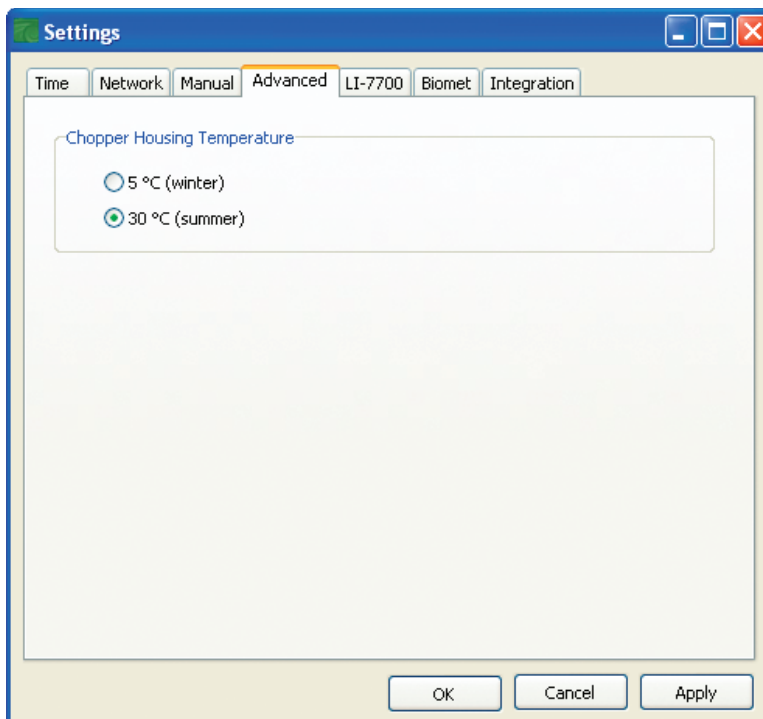 Settings
Time Network Manual Advanced LI-7700 Biomet Integration
Chopper Housing Temperature
5 °C (winter)
30 °C (summer)
OK Cancel Apply